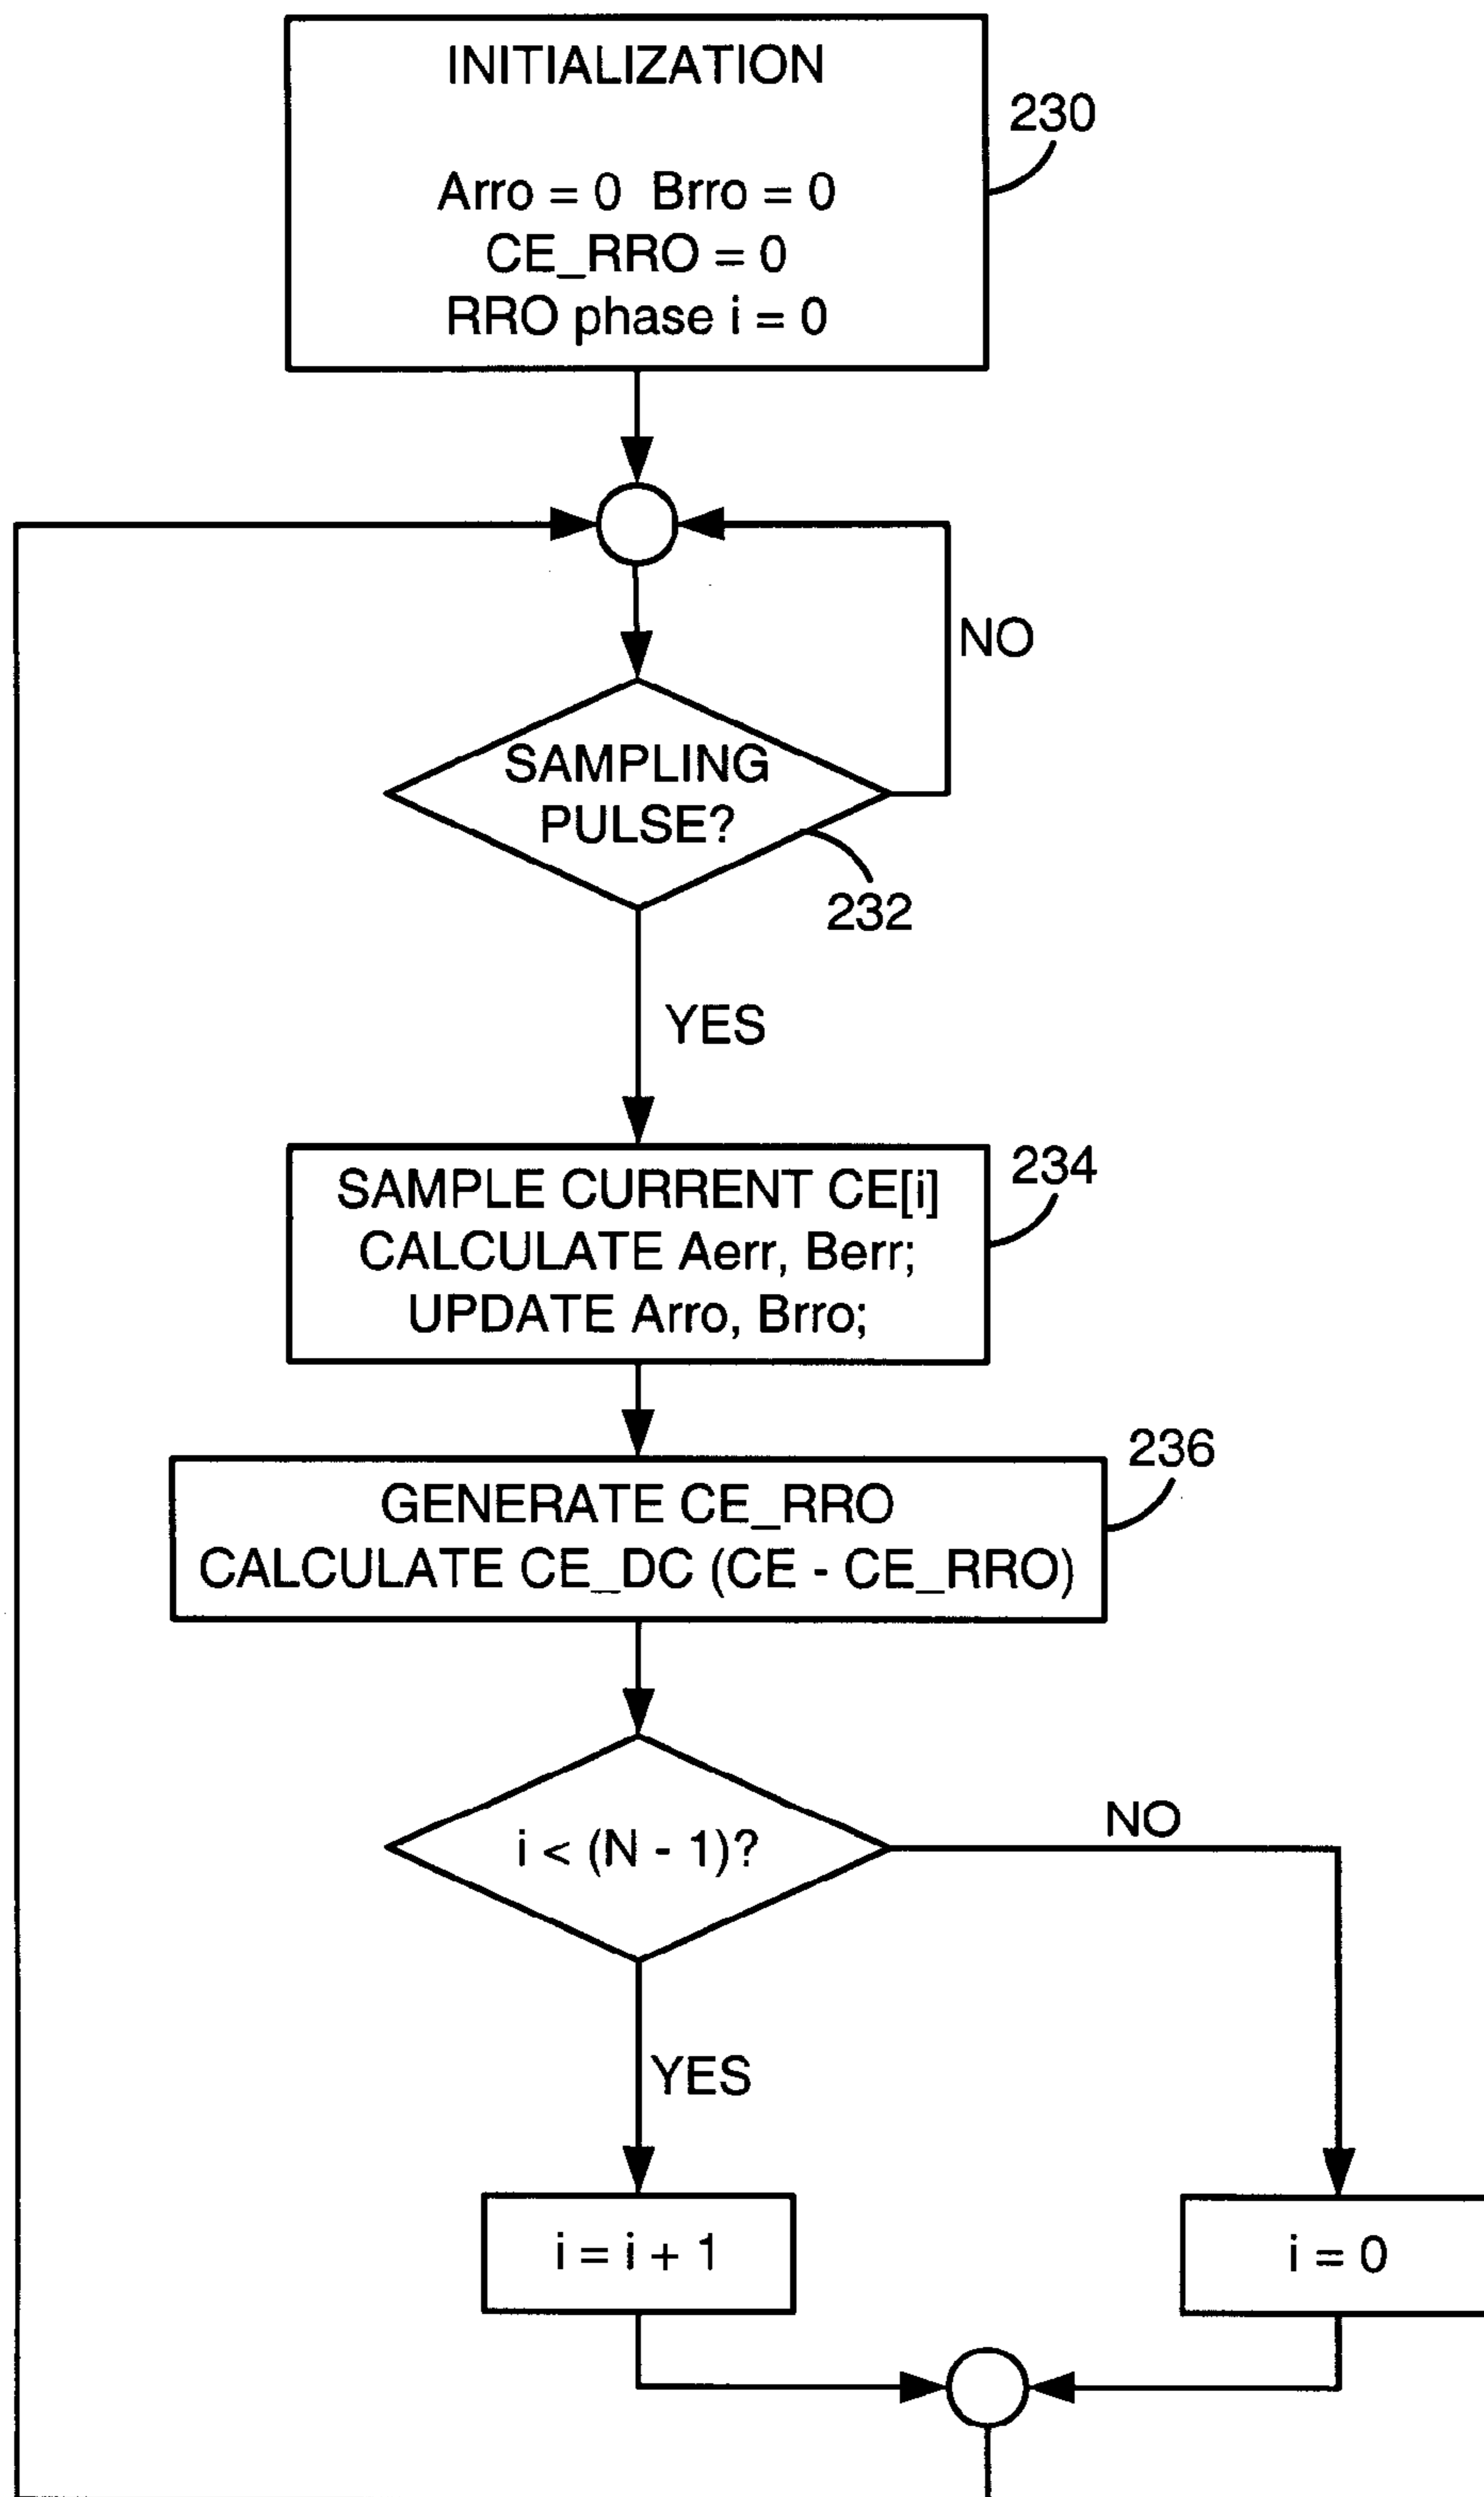 INITIALIZATION
230
Arro = 0 Brro = 0
CE_RRO = 0
RRO phase i = 0
NO
SAMPLING
PULSE?
232
YES
234
SAMPLE CURRENT CE[i]
CALCULATE Aerr, Berr;
UPDATE Arro, Brro;
236
GENERATE CE_RRO
CALCULATE CE_DC (CE - CE_RRO)
NO
i < (N - 1)?
YES
i = i + 1
i = 0